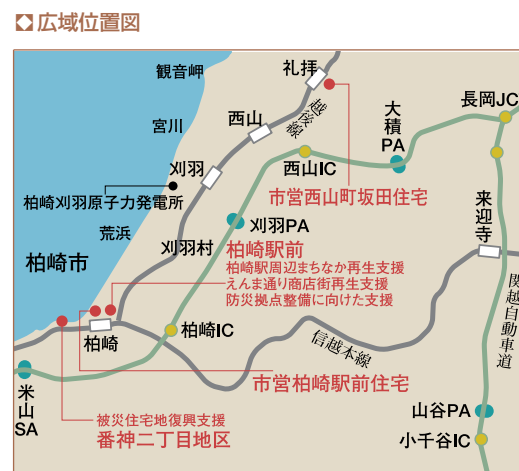 広域位置図
観音岬
礼拝
越後線
大積PA
長岡JC
宮川
西山
西山IC
刈羽
市営西山町坂田住宅
柏崎刈羽原子力発電所
来迎寺
荒浜
刈羽PA
刈羽村
柏崎駅前
柏崎駅周辺まちなか再生支援
えんま通り商店街再生支援
防災拠点整備に向けた支援
柏崎市
関越自動車道
柏崎
柏崎IC
信越本線
市営柏崎駅前住宅
米山SA
被災住宅地復興支援
番神二丁目地区
山谷PA
小千谷IC